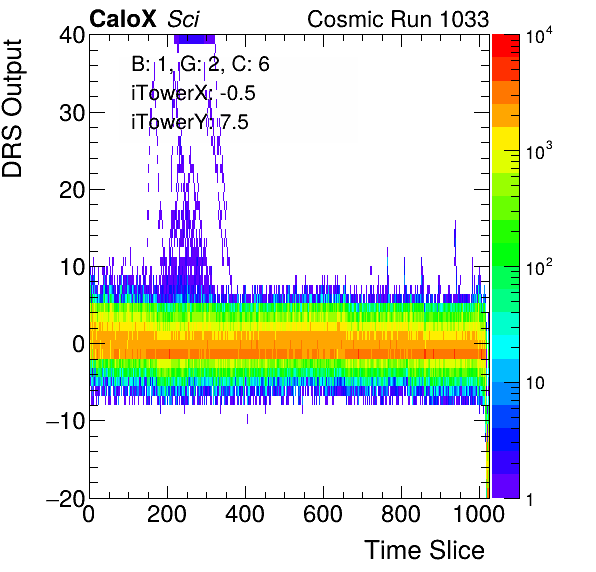 CaloX Sci Cosmic Run 1033
DRS Output
B: 1, G: 2, C: 6
iTowerX: -0.5
iTowerY: 7.5
40
30
20
10
0
−10
−20
0 200 400 600 800 1000
Time Slice
10⁴
10³
10²
10
1